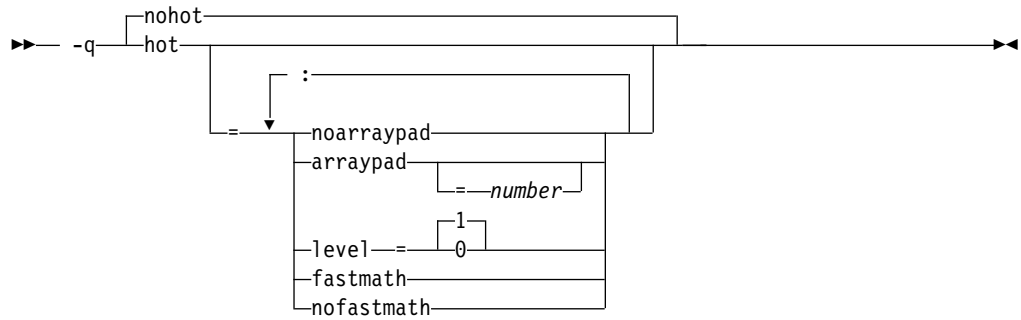 nohot
-q hot
:
= noarraypad
arraypad
= number
1
level = 0
fastmath
nofastmath